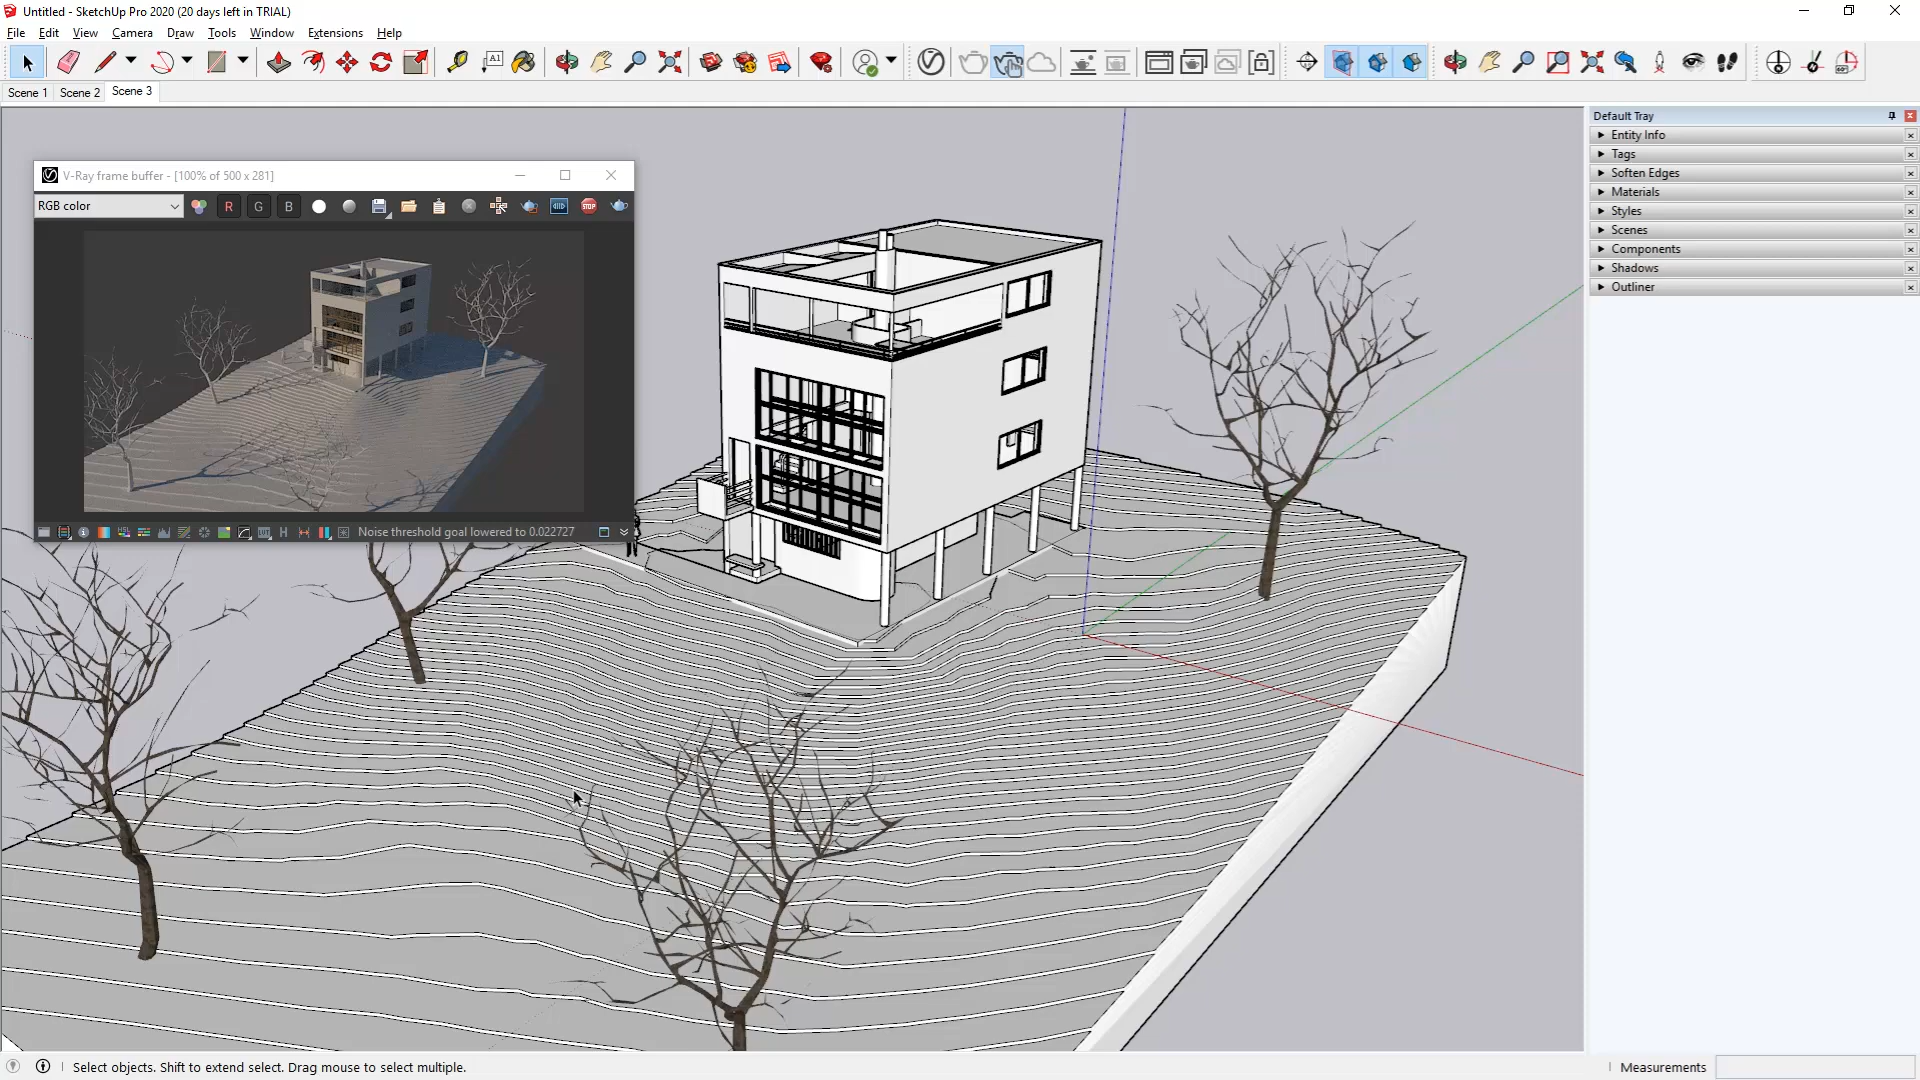 Untitled - SketchUp Pro 2020 (20 days left in TRIAL)
File Edit View Camera Draw Tools Window Extensions Help
A1
Scene 1 Scene 2 Scene 3
V-Ray frame buffer - [100% of 500 x 281]
RGB color R G B STOP
HSL H Noise threshold goal lowered to 0.022727
Default Tray
Entity Info
Tags
Soften Edges
Materials
Styles
Scenes
Components
Shadows
Outliner
Select objects. Shift to extend select. Drag mouse to select multiple. Measurements